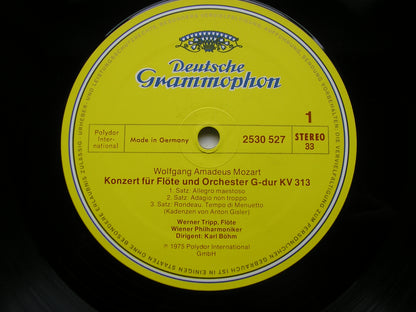 Deutsche
Grammophon
Polydor
Inter-
national
Made in Germany
2530 527
1
STEREO
33
Wolfgang Amadeus Mozart
Konzert für Flöte und Orchester G-dur KV 313
1. Satz: Allegro maestoso
2. Satz: Adagio non troppo
3. Satz: Rondeau. Tempo di Menuetto
(Kadenzen von Anton Gisler)
Werner Tripp, Flöte
Wiener Philharmoniker
Dirigent: Karl Böhm
℗ 1975 Polydor International
GmbH